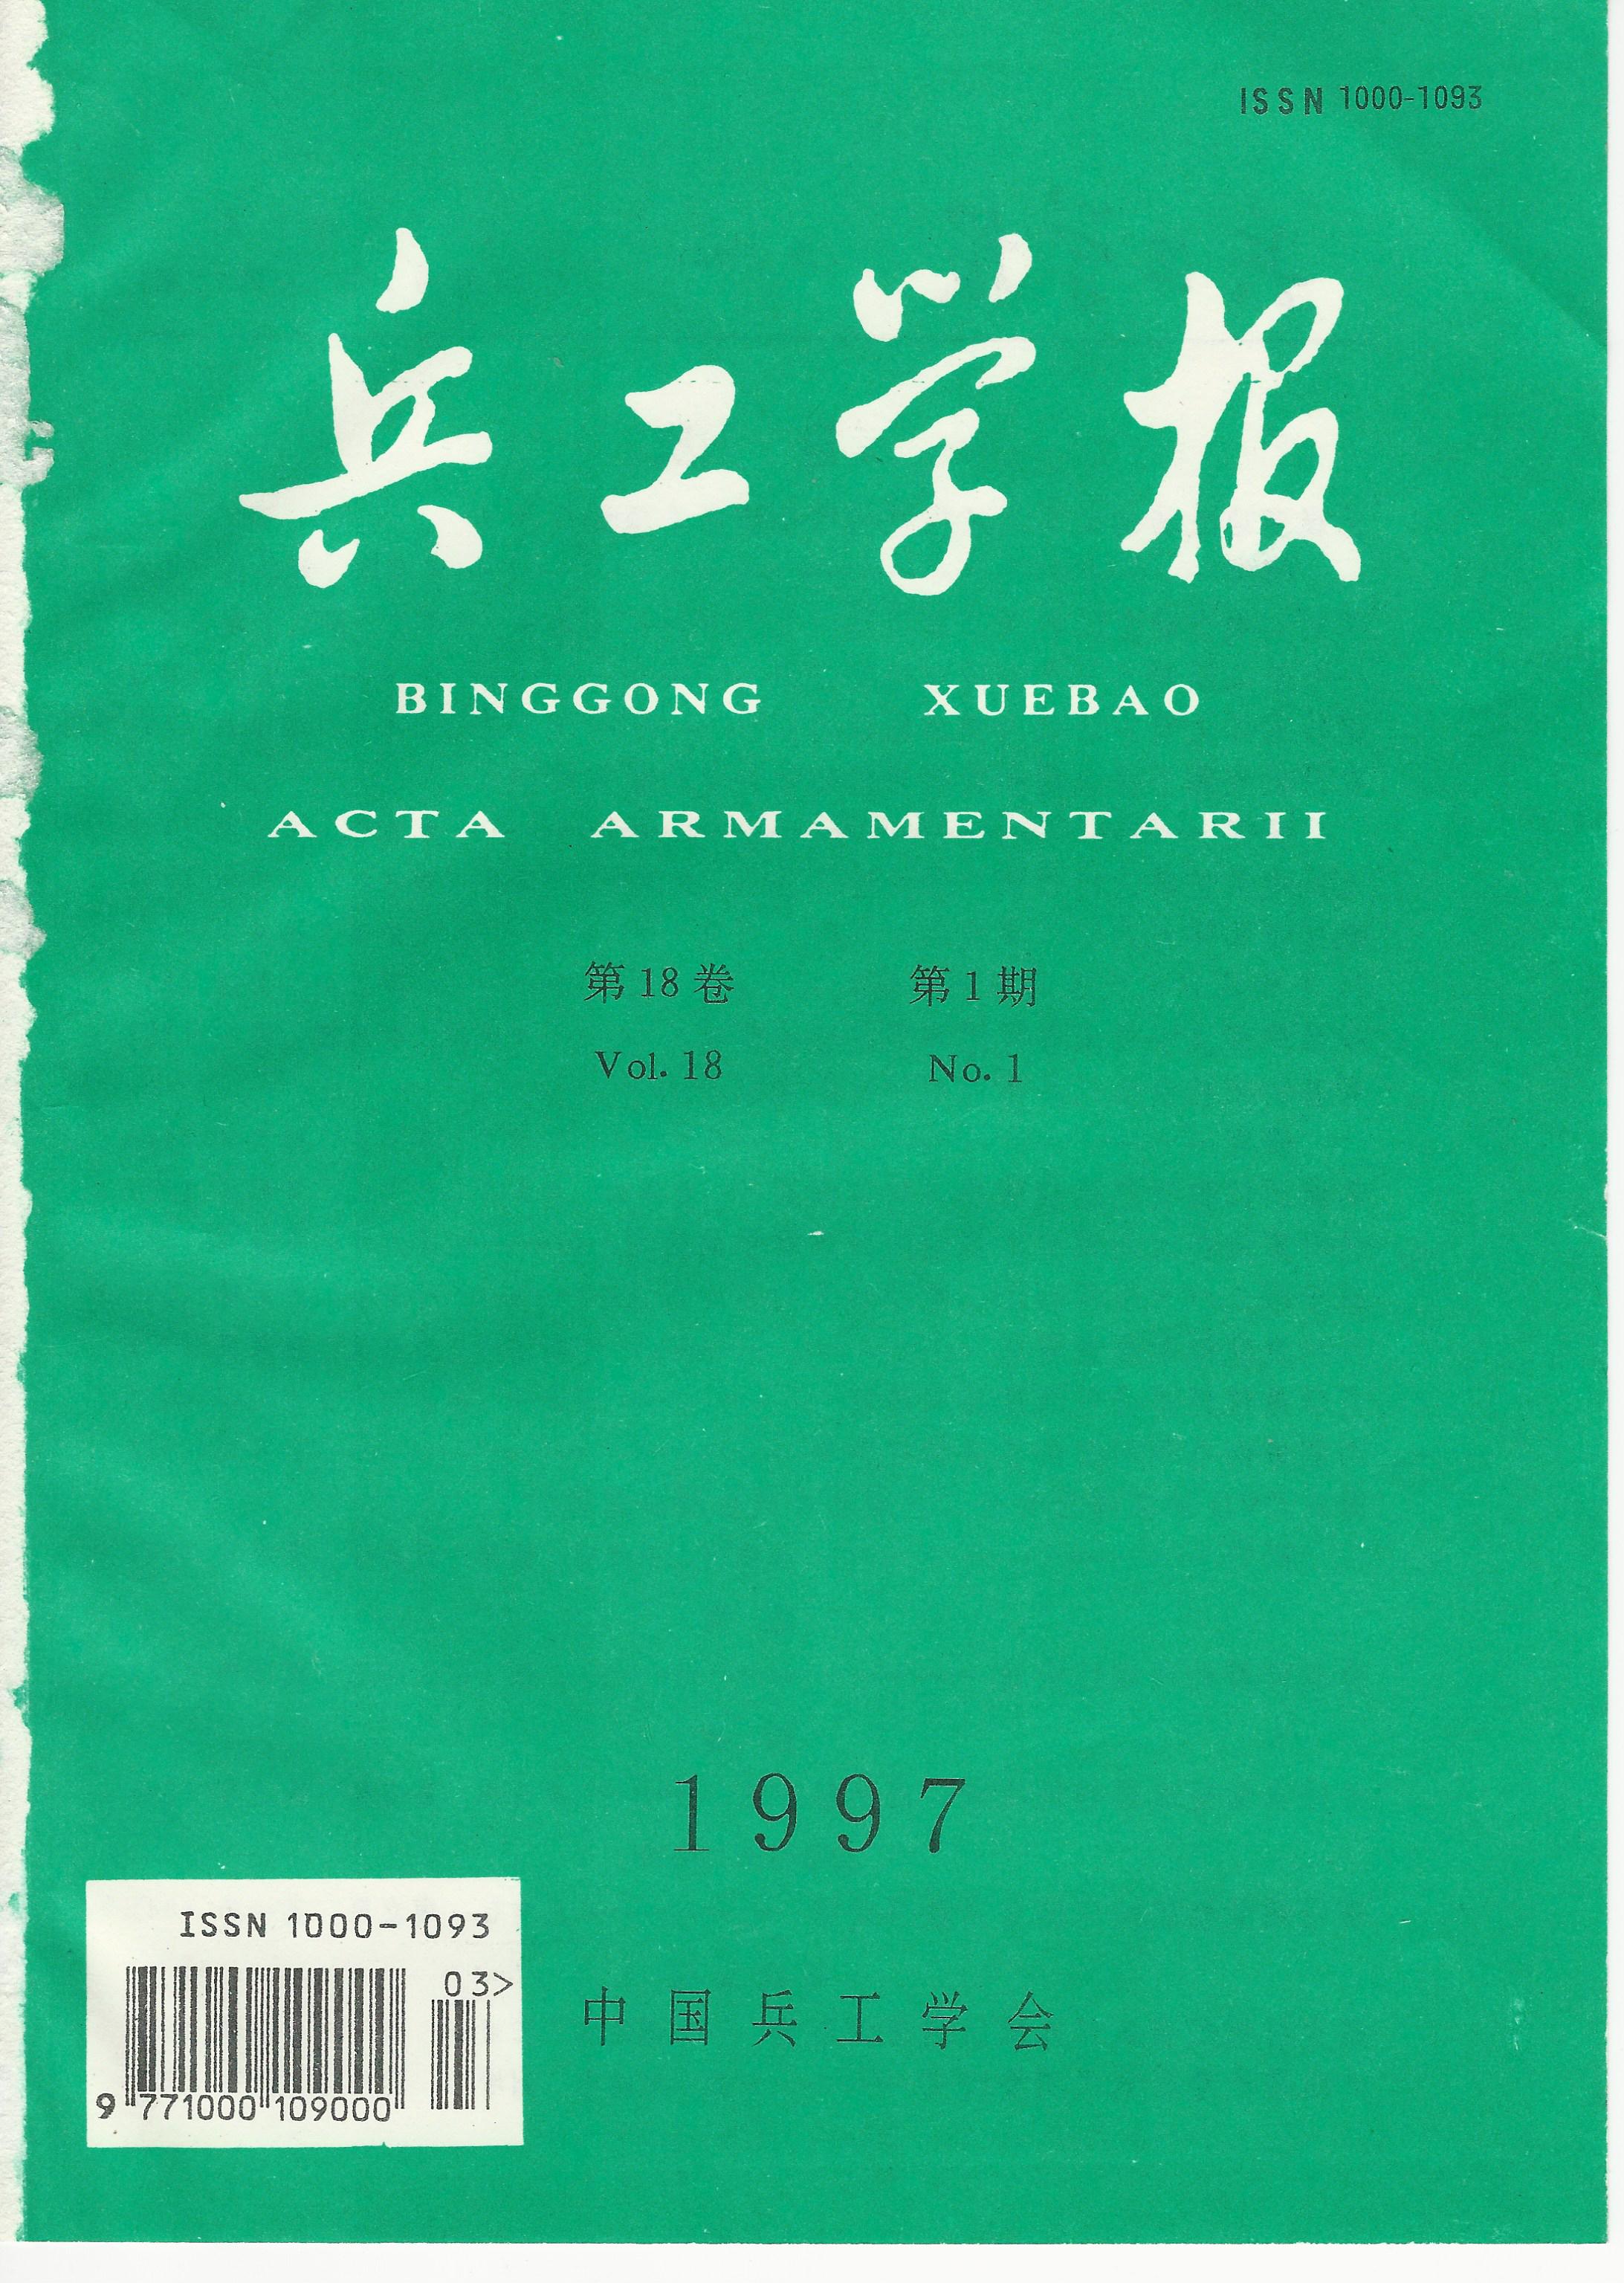 ISSN 1000-1093
兵工学报
BINGGONG XUEBAO
ACTA ARMAMENTARII
第18卷 第1期
Vol. 18 No. 1
1997
ISSN 1000-1093
03>
9 771000 109000
中国兵工学会